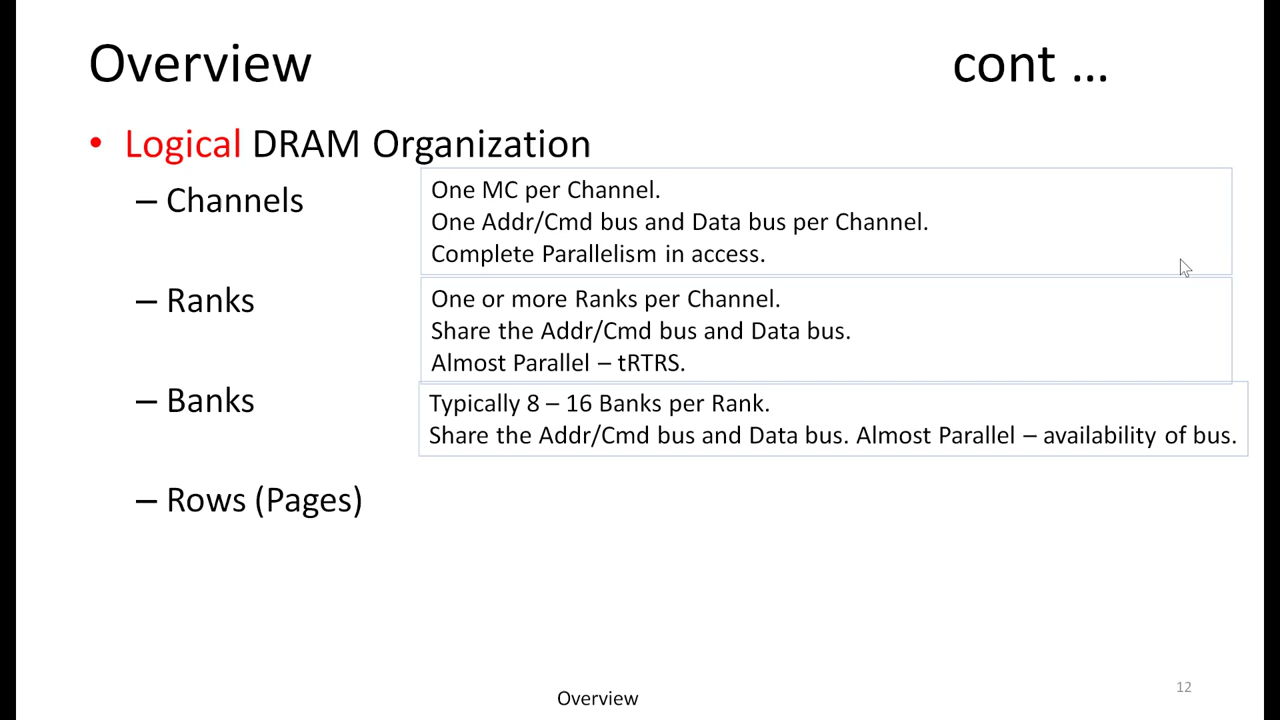 Overview cont ...
• Logical DRAM Organization
– Channels
One MC per Channel.
One Addr/Cmd bus and Data bus per Channel.
Complete Parallelism in access.
– Ranks
One or more Ranks per Channel.
Share the Addr/Cmd bus and Data bus.
Almost Parallel – tRTRS.
– Banks
Typically 8 – 16 Banks per Rank.
Share the Addr/Cmd bus and Data bus. Almost Parallel – availability of bus.
– Rows (Pages)
Overview
12